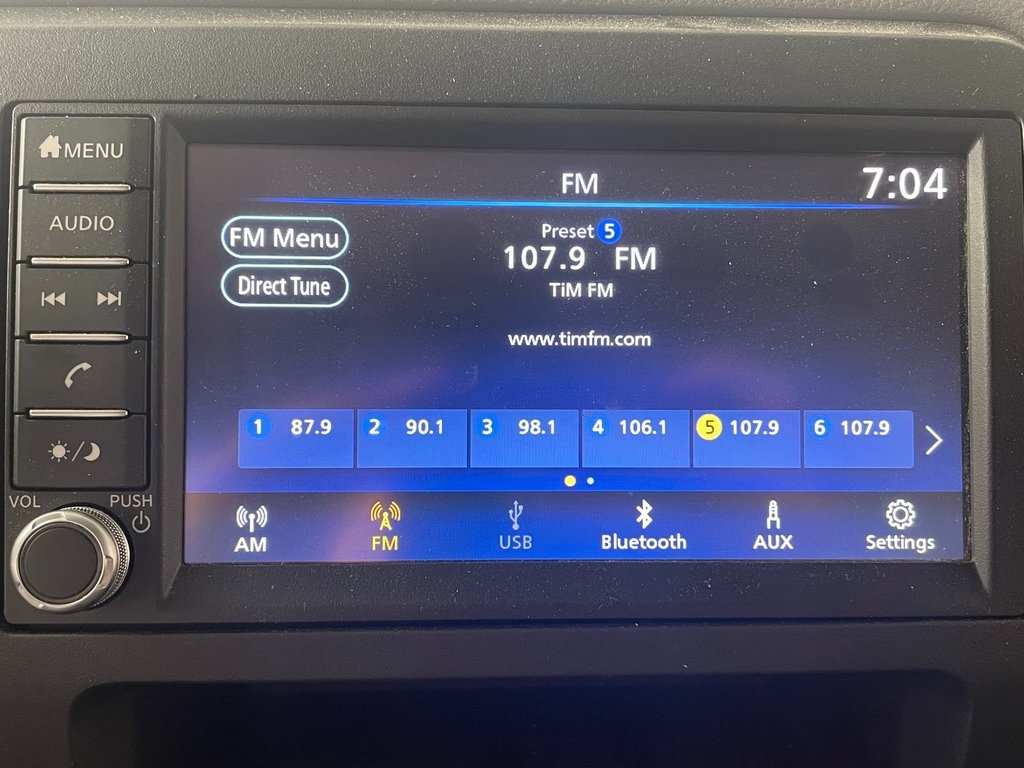 MENU
AUDIO
VOL
PUSH
FM
7:04
FM Menu
Direct Tune
Preset 5
107.9 FM
TiM FM
www.timfm.com
1 87.9
2 90.1
3 98.1
4 106.1
5 107.9
6 107.9
AM
FM
USB
Bluetooth
AUX
Settings